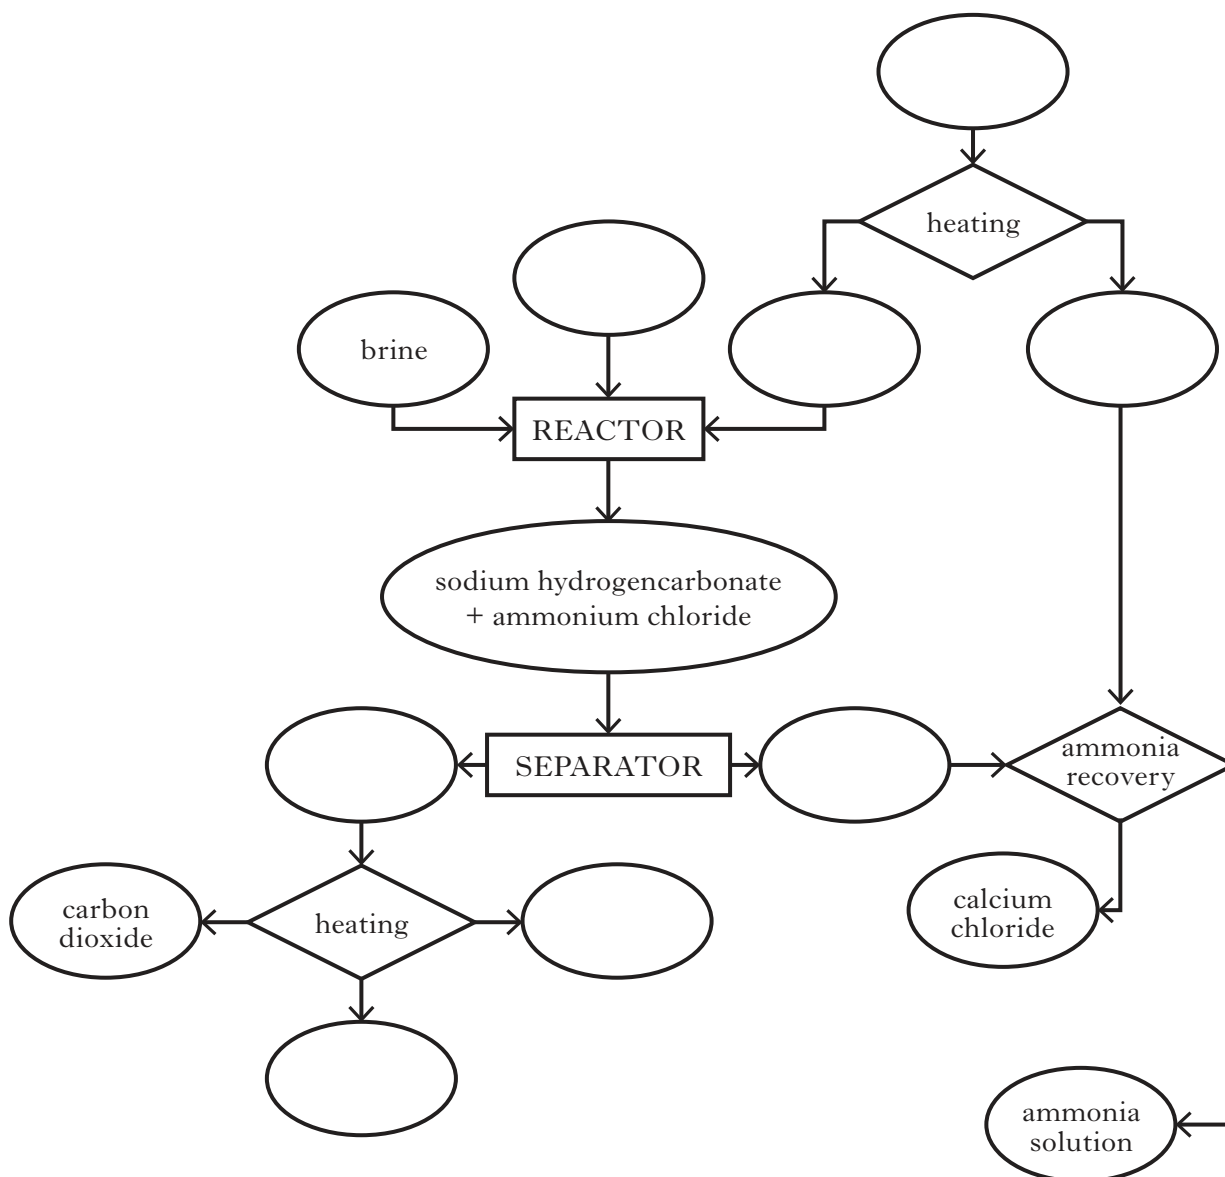 heating
brine
REACTOR
sodium hydrogencarbonate
+ ammonium chloride
SEPARATOR
ammonia
recovery
carbon
dioxide
heating
calcium
chloride
ammonia
solution